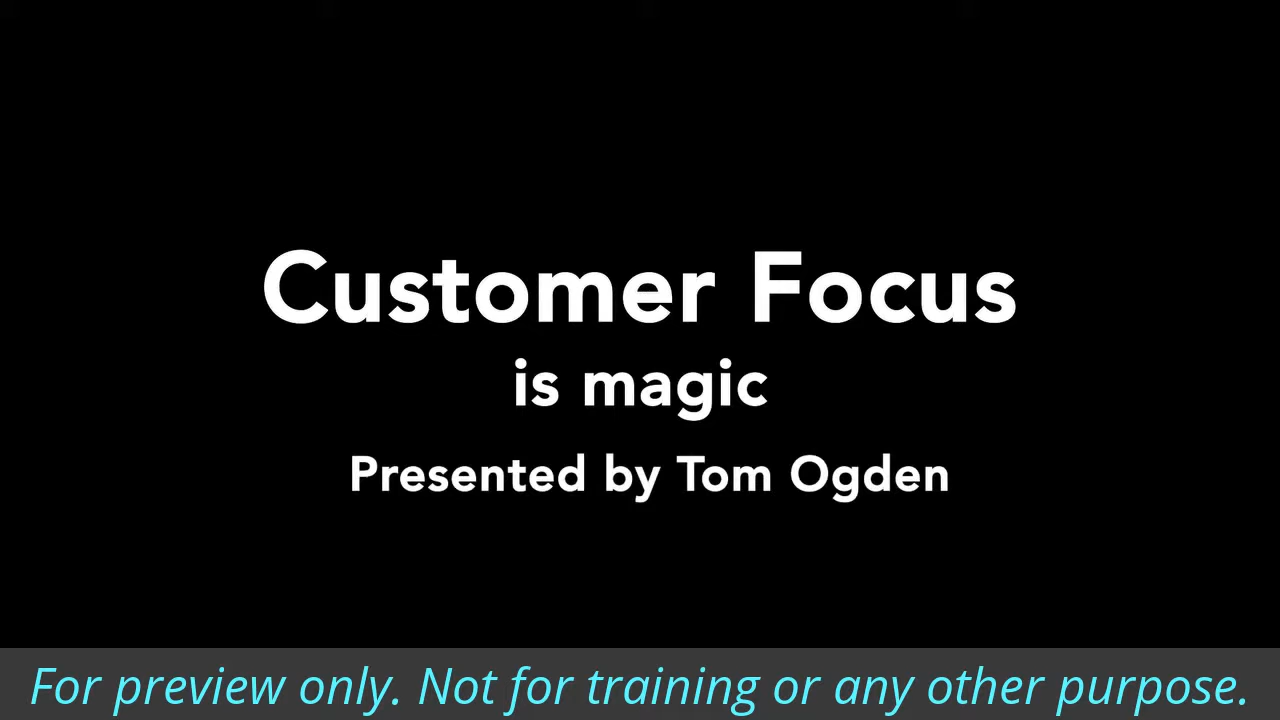 Customer Focus
is magic
Presented by Tom Ogden
For preview only. Not for training or any other purpose.